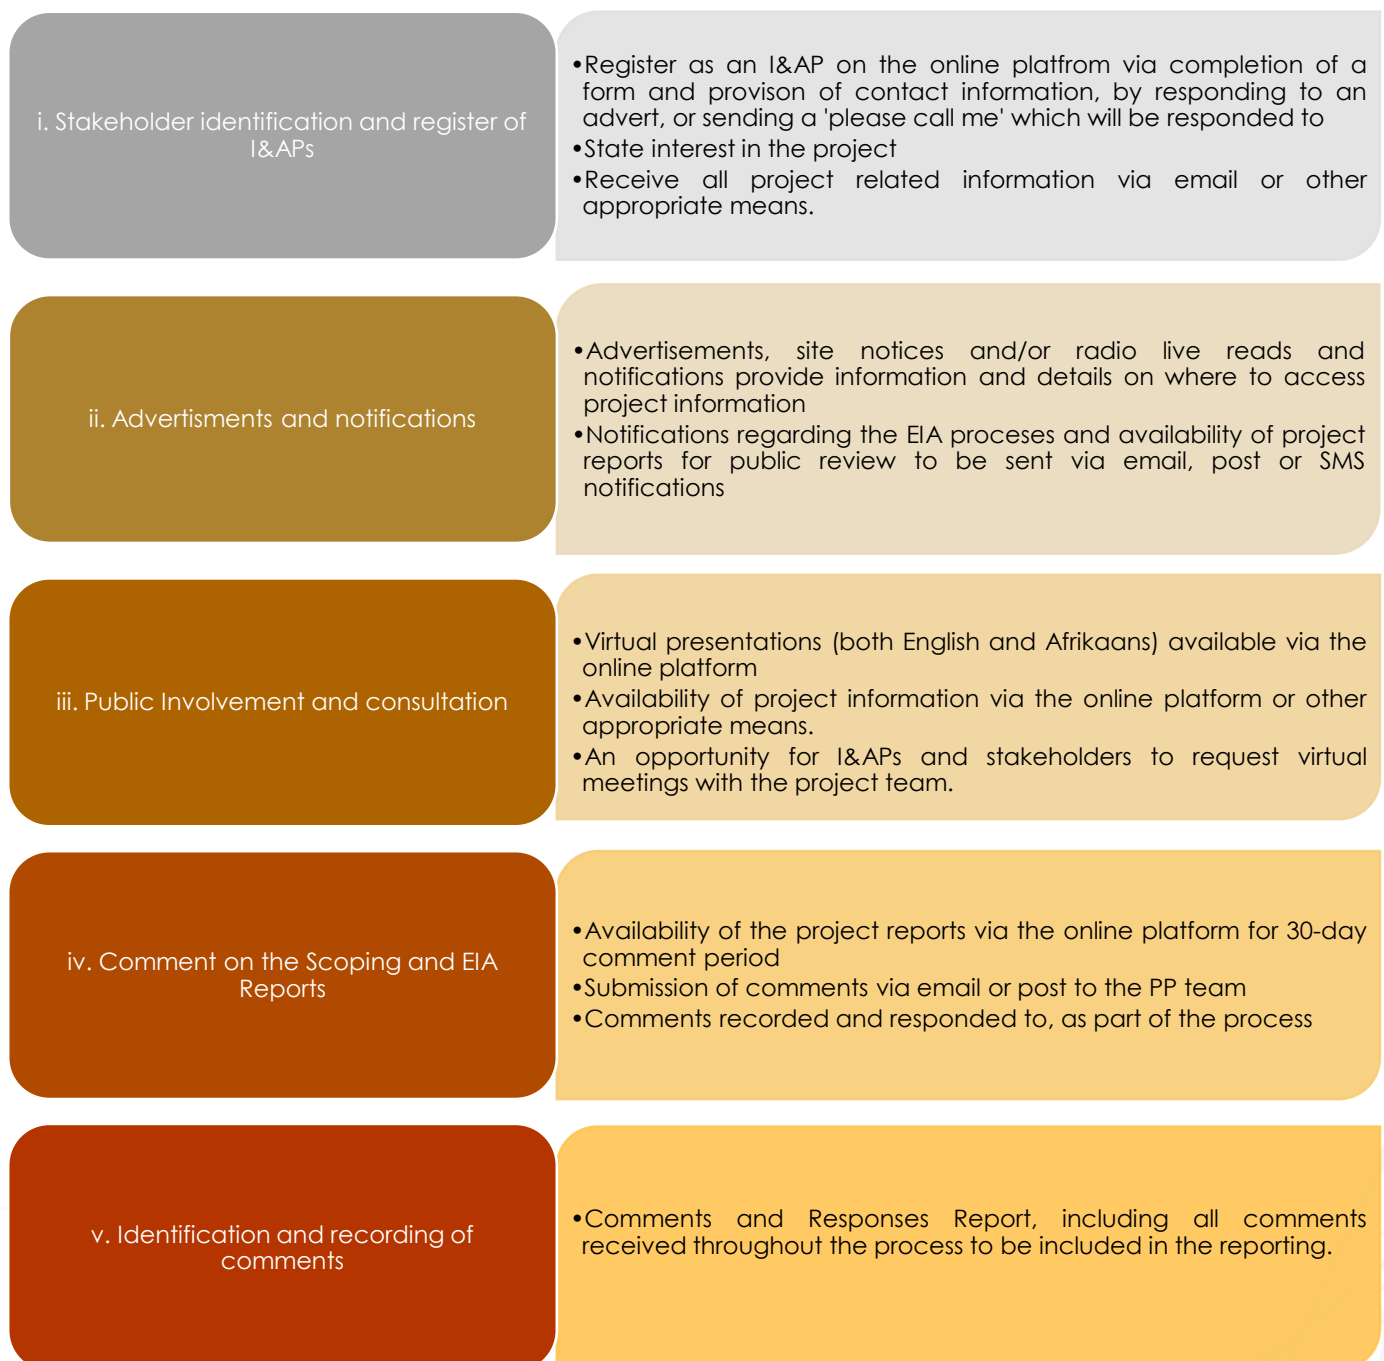 i. Stakeholder identification and register of
I&APs
•Register as an I&AP on the online platfrom via completion of a
form and provison of contact information, by responding to an
advert, or sending a 'please call me' which will be responded to
•State interest in the project
•Receive all project related information via email or other
appropriate means.
ii. Advertisments and notifications
•Advertisements, site notices and/or radio live reads and
notifications provide information and details on where to access
project information
•Notifications regarding the EIA proceses and availability of project
reports for public review to be sent via email, post or SMS
notifications
iii. Public Involvement and consultation
•Virtual presentations (both English and Afrikaans) available via the
online platform
•Availability of project information via the online platform or other
appropriate means.
•An opportunity for I&APs and stakeholders to request virtual
meetings with the project team.
iv. Comment on the Scoping and EIA
Reports
•Availability of the project reports via the online platform for 30-day
comment period
•Submission of comments via email or post to the PP team
•Comments recorded and responded to, as part of the process
v. Identification and recording of
comments
•Comments and Responses Report, including all comments
received throughout the process to be included in the reporting.